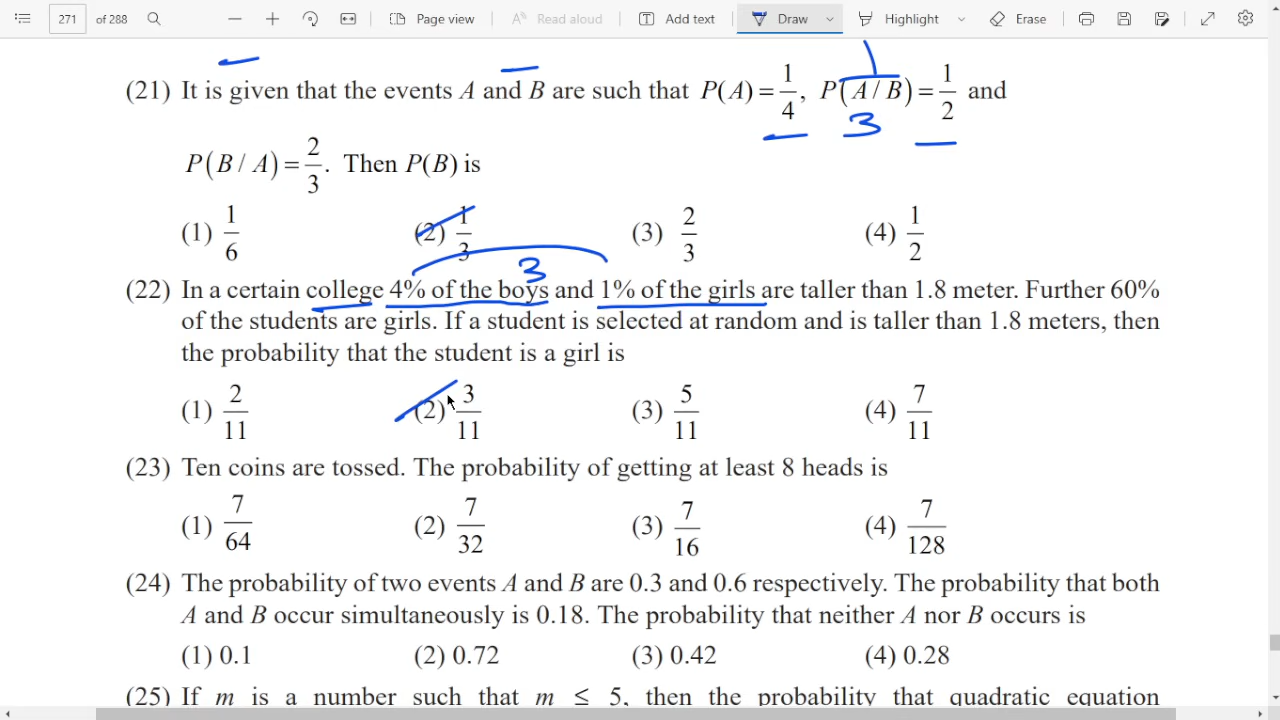 271 of 288 Page view Read aloud Add text Draw Highlight Erase
(21) It is given that the events A and B are such that P(A) = 1/4, P(A/B) = 1/2 and
3
P(B/A) = 2/3. Then P(B) is
(1) 1/6 (2) 1/3 (3) 2/3 (4) 1/2
3
(22) In a certain college 4% of the boys and 1% of the girls are taller than 1.8 meter. Further 60%
of the students are girls. If a student is selected at random and is taller than 1.8 meters, then
the probability that the student is a girl is
(1) 2/11 (2) 3/11 (3) 5/11 (4) 7/11
(23) Ten coins are tossed. The probability of getting at least 8 heads is
(1) 7/64 (2) 7/32 (3) 7/16 (4) 7/128
(24) The probability of two events A and B are 0.3 and 0.6 respectively. The probability that both
A and B occur simultaneously is 0.18. The probability that neither A nor B occurs is
(1) 0.1 (2) 0.72 (3) 0.42 (4) 0.28
(25) If m is a number such that m ≤ 5, then the probability that quadratic equation